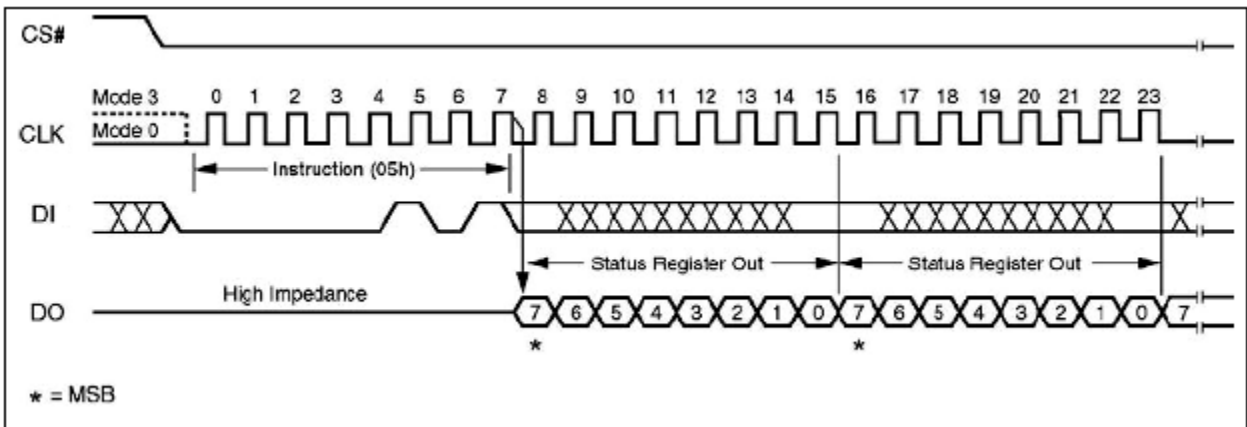 CS#
Mode 3 0 1 2 3 4 5 6 7 8 9 10 11 12 13 14 15 16 17 18 19 20 21 22 23
CLK Mode 0
Instruction (05h)
DI
Status Register Out Status Register Out
High Impedance
DO 7 6 5 4 3 2 1 0 7 6 5 4 3 2 1 0 7
* *
* = MSB